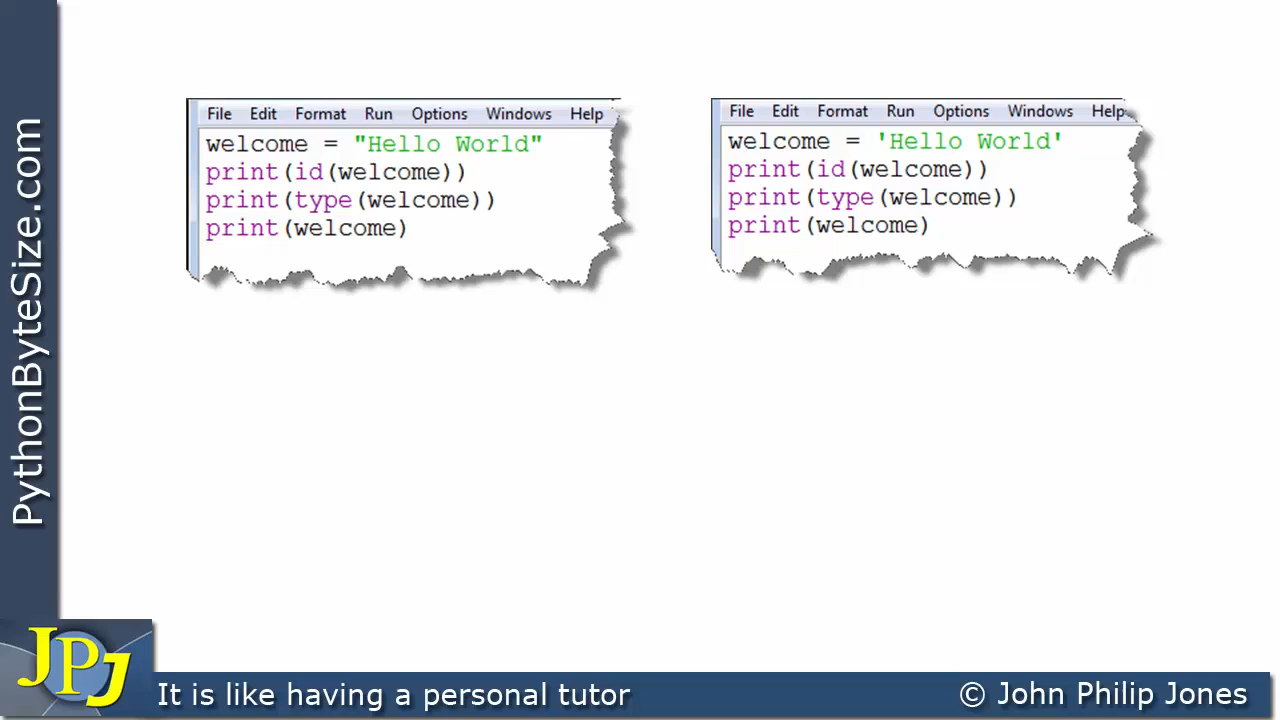 PythonByteSize.com
File Edit Format Run Options Windows Help
welcome = "Hello World"
print(id(welcome))
print(type(welcome))
print(welcome)
File Edit Format Run Options Windows Help
welcome = 'Hello World'
print(id(welcome))
print(type(welcome))
print(welcome)
JPJ
It is like having a personal tutor
© John Philip Jones